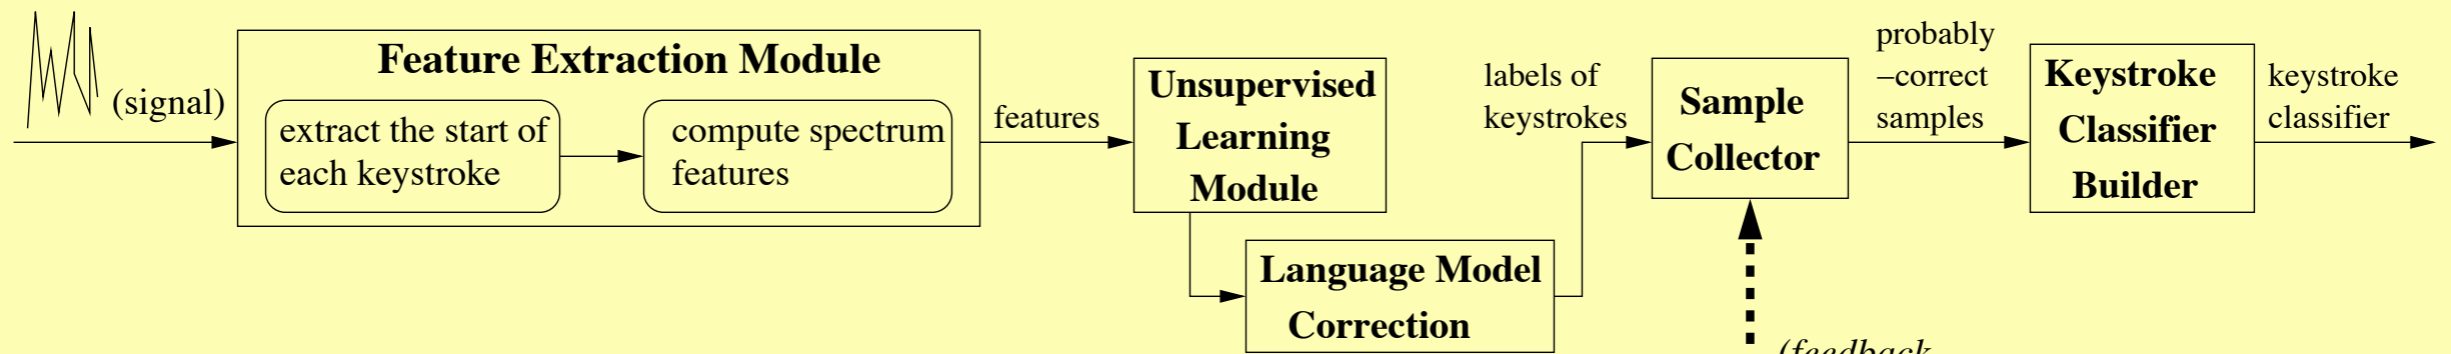 (signal)
Feature Extraction Module
extract the start of
each keystroke
compute spectrum
features
features
Unsupervised
Learning
Module
Language Model
Correction
labels of
keystrokes
Sample
Collector
(feedback
probably
−correct
samples
Keystroke
Classifier
Builder
keystroke
classifier